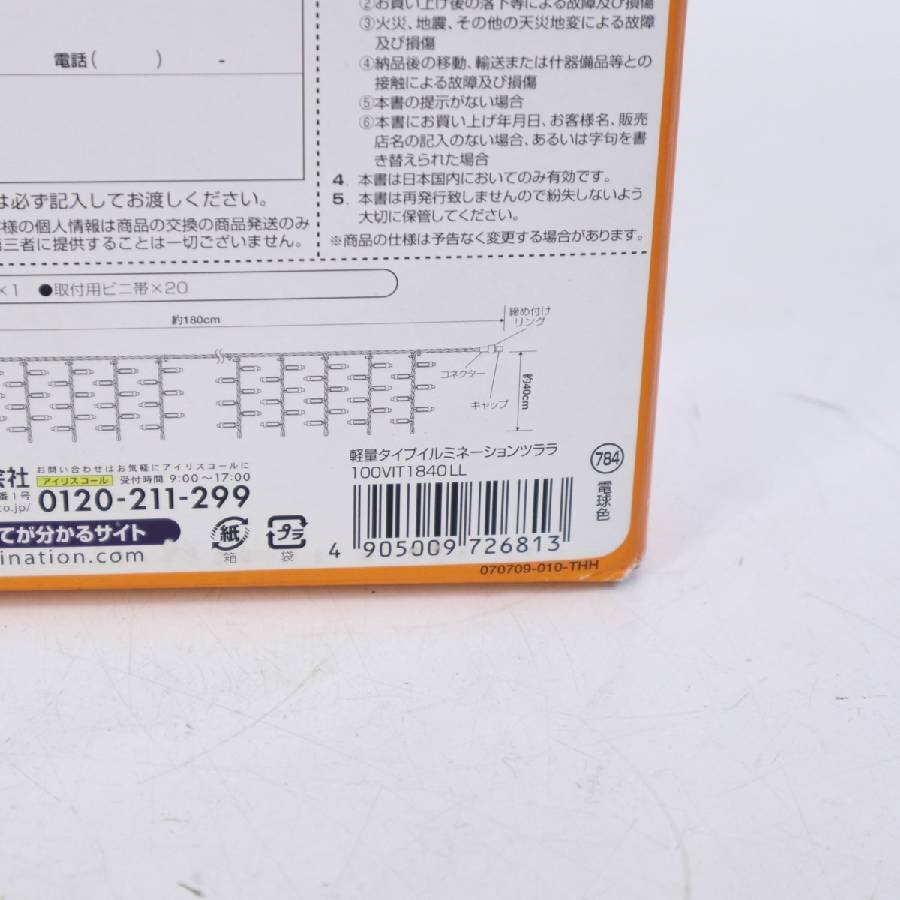 ②お買い上げ後の落下等による故障及び損傷
③火災、地震、その他の天災地変による故障
及び損傷
④納品後の移動、輸送または什器備品等との
接触による故障及び損傷
⑤本書の提示がない場合
⑥本書にお買い上げ年月日、お客様名、販売
店名の記入のない場合、あるいは字句を書
き替えられた場合
4. 本書は日本国内においてのみ有効です。
5. 本書は再発行致しませんので紛失しないよう
大切に保管してください。
※商品の仕様は予告なく変更する場合があります。
電話( ) -
は必ず記入してお渡しください。
様の個人情報は商品の交換の商品発送のみ
三者に提供することは一切ございません。
×1 ●取付用ビニ帯×20
約180cm
締め付け
リング
コネクター
キャップ
約40cm
会社
番1号
co.jp/
お問い合わせはお気軽にアイリスコールに
アイリスコール 受付時間 9:00〜17:00
0120-211-299
てが分かるサイト
ination.com
紙
箱
プラ
袋
軽量タイプイルミネーションツララ
100VIT1840LL
4 905009 726813
784
電球色
070709-010-THH